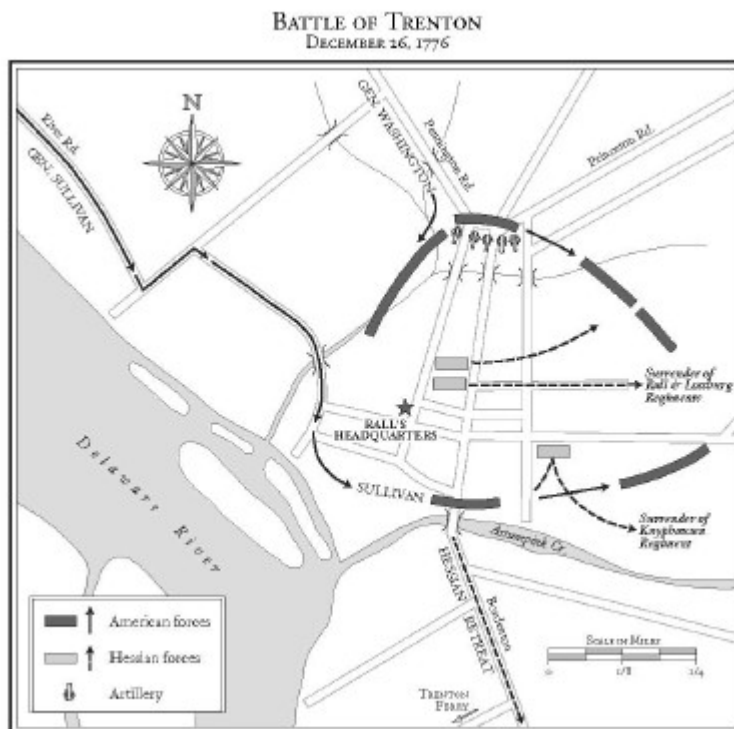 BATTLE OF TRENTON
DECEMBER 26, 1776
N
River Rd.
GEN. SULLIVAN
GEN. WASHINGTON
Pennington Rd.
Princeton Rd.
Surrender of
Rall & Lossburg
Regiments
RALL'S
HEADQUARTERS
SULLIVAN
Surrender of
Knyphausen
Regiment
Assunpink Cr.
Delaware River
HESSIAN RETREAT
Bordenton
TRENTON
FERRY
American forces
Hessian forces
Artillery
SCALE IN MILES
0 1/8 1/4